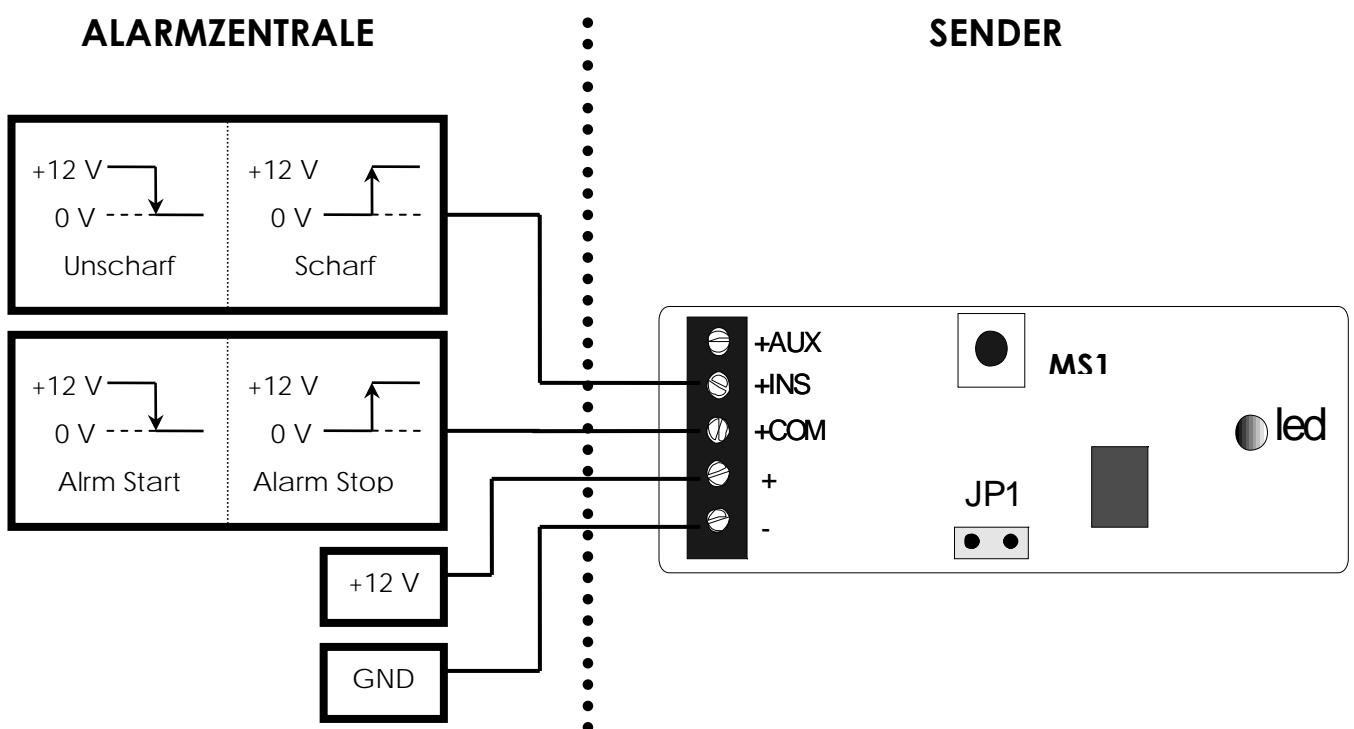 ALARMZENTRALE
SENDER
+12 V
0 V
Unscharf
+12 V
0 V
Scharf
+12 V
0 V
Alrm Start
+12 V
0 V
Alarm Stop
+12 V
GND
+AUX
+INS
+COM
+
-
MS1
JP1
led